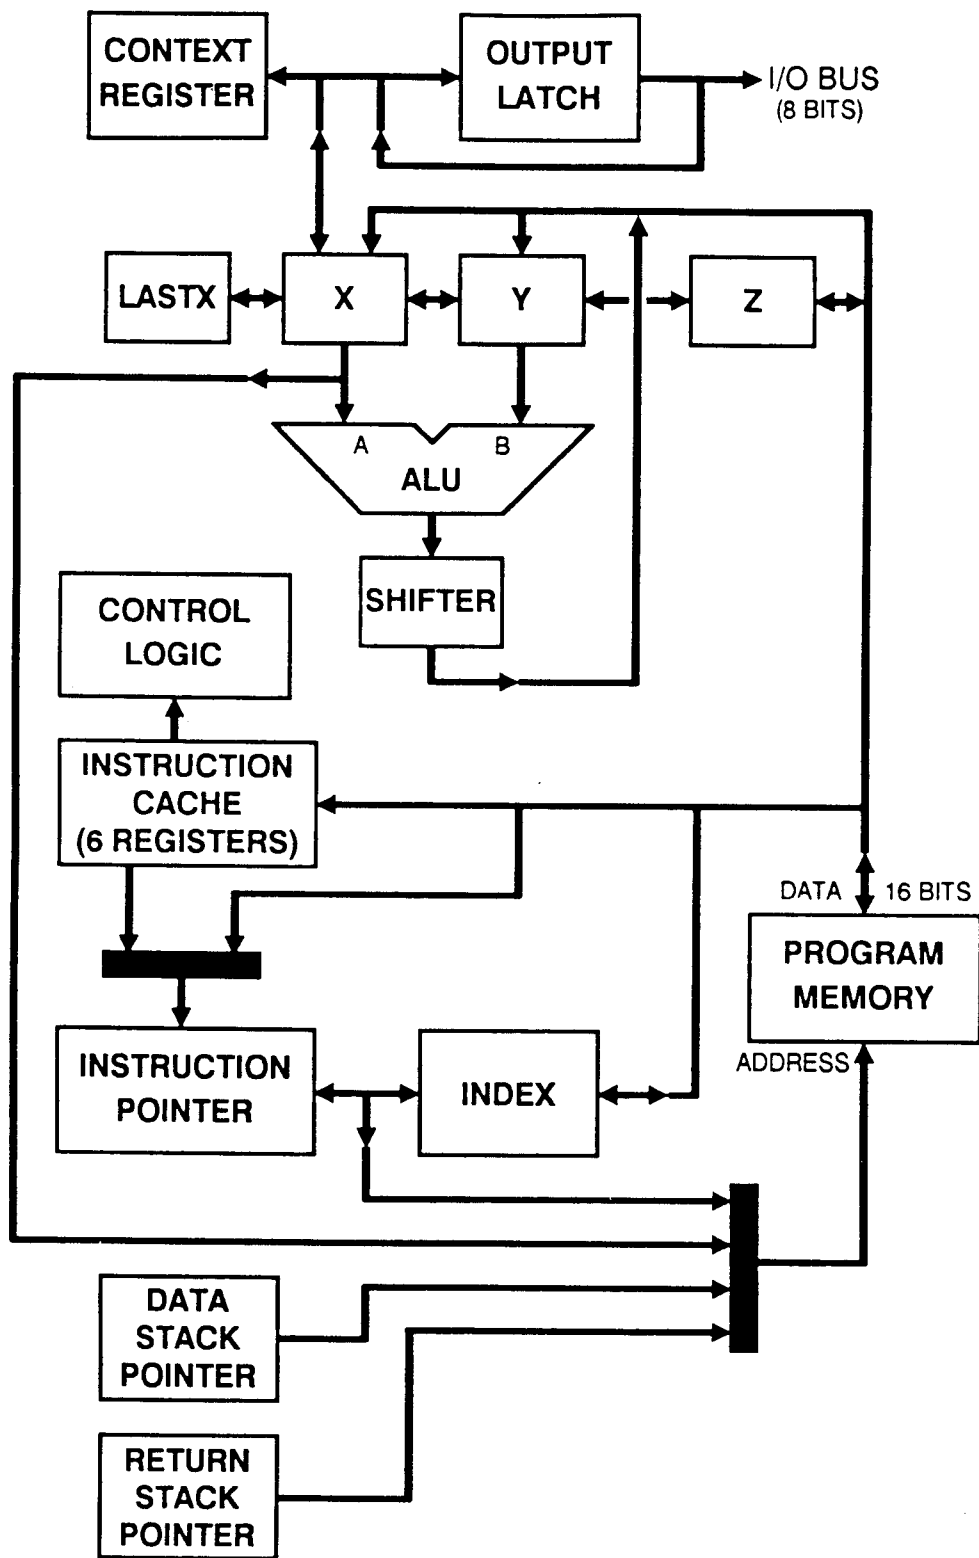 CONTEXT
REGISTER
OUTPUT
LATCH
I/O BUS
(8 BITS)
LASTX
X
Y
Z
A
B
ALU
SHIFTER
CONTROL
LOGIC
INSTRUCTION
CACHE
(6 REGISTERS)
DATA 16 BITS
PROGRAM
MEMORY
ADDRESS
INSTRUCTION
POINTER
INDEX
DATA
STACK
POINTER
RETURN
STACK
POINTER